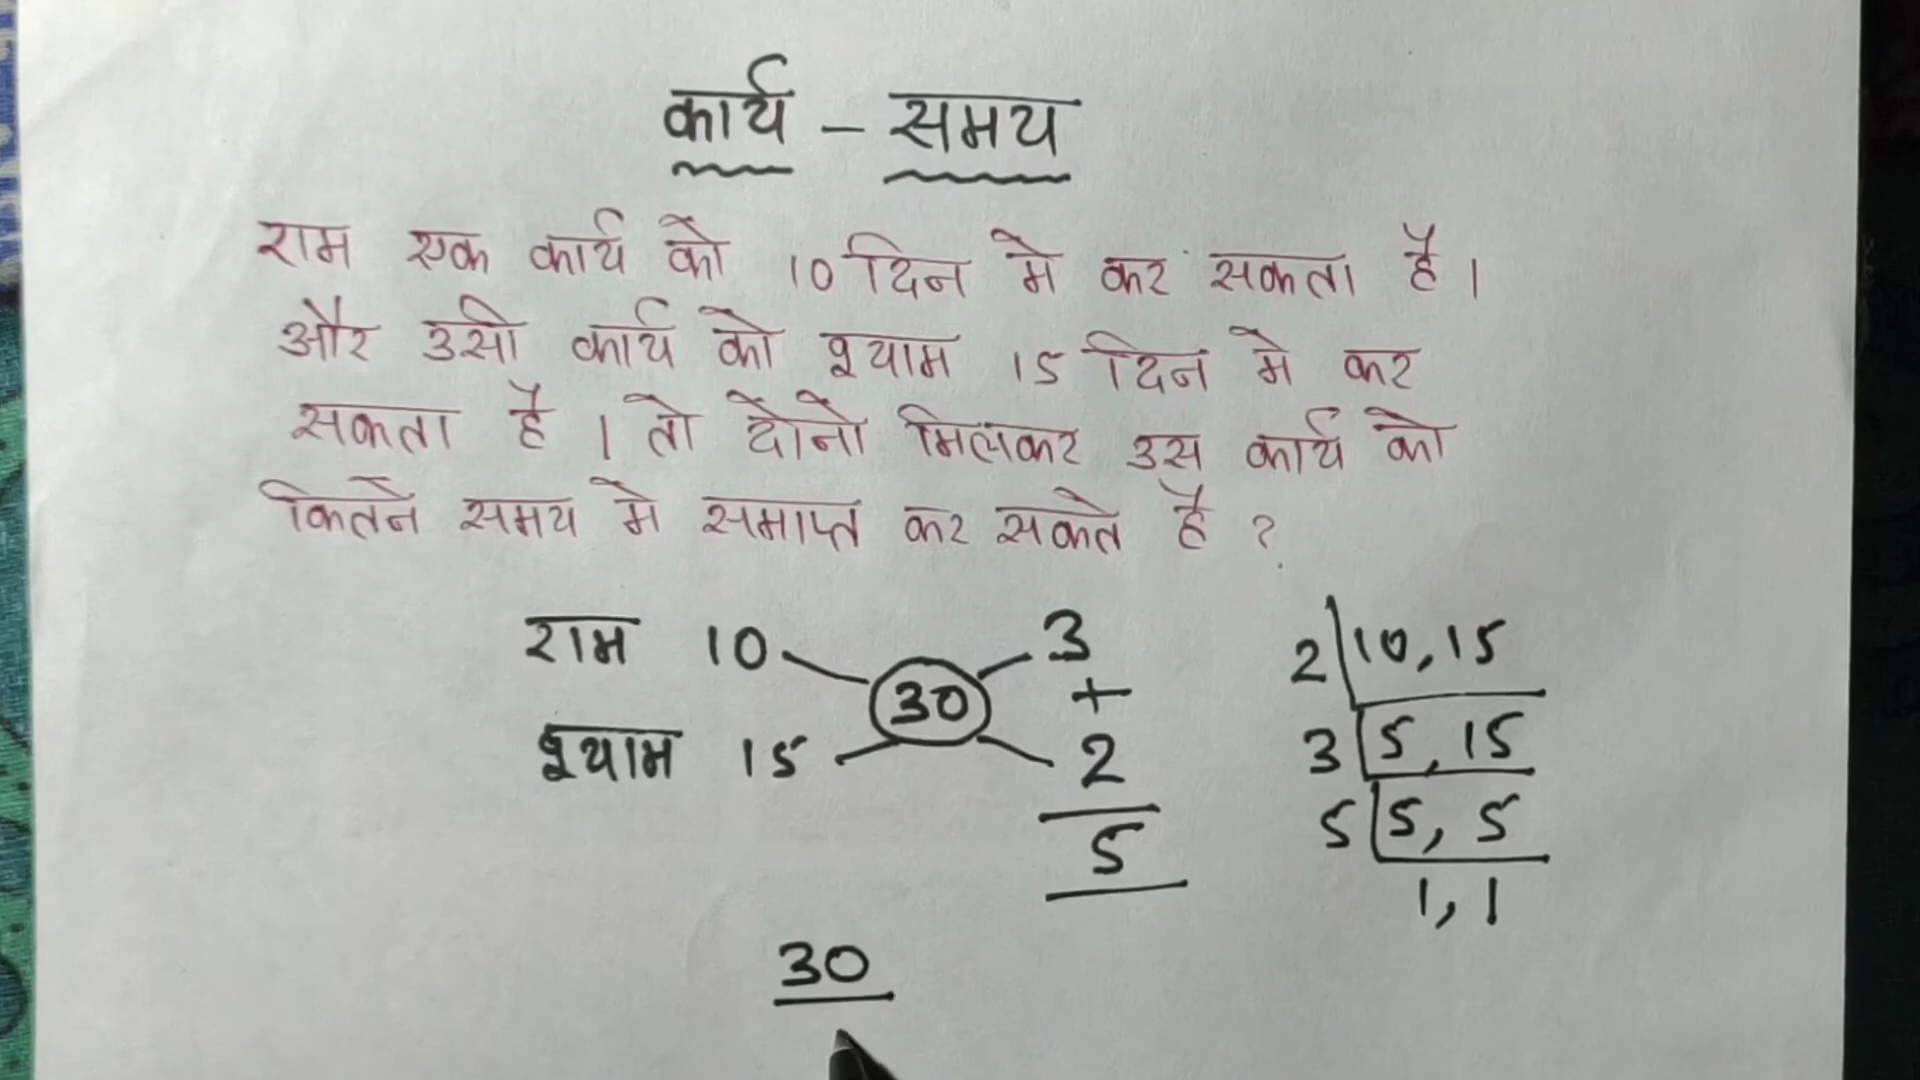 कार्य – समय
राम एक कार्य को 10 दिन मे कर सकता है ।
और उसी कार्य को श्याम 15 दिन मे कर
सकता है । तो दोनो मिलकर उस कार्य को
कितने समय मे समाप्त कर सकते है ?
राम 10 30 3
+
श्याम 15 2
5
2 10, 15
3 5, 15
5 5, 5
1, 1
30